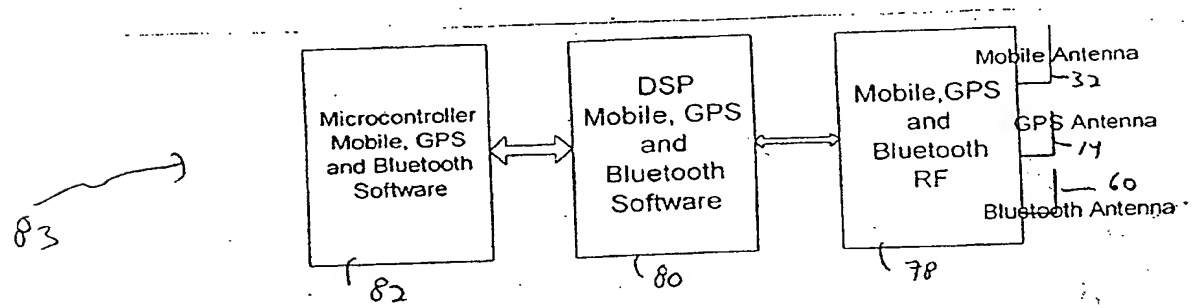 Microcontroller
Mobile, GPS
and Bluetooth
Software
82
DSP
Mobile, GPS
and
Bluetooth
Software
80
Mobile,GPS
and
Bluetooth
RF
78
Mobile Antenna
32
GPS Antenna
14
60
Bluetooth Antenna
83